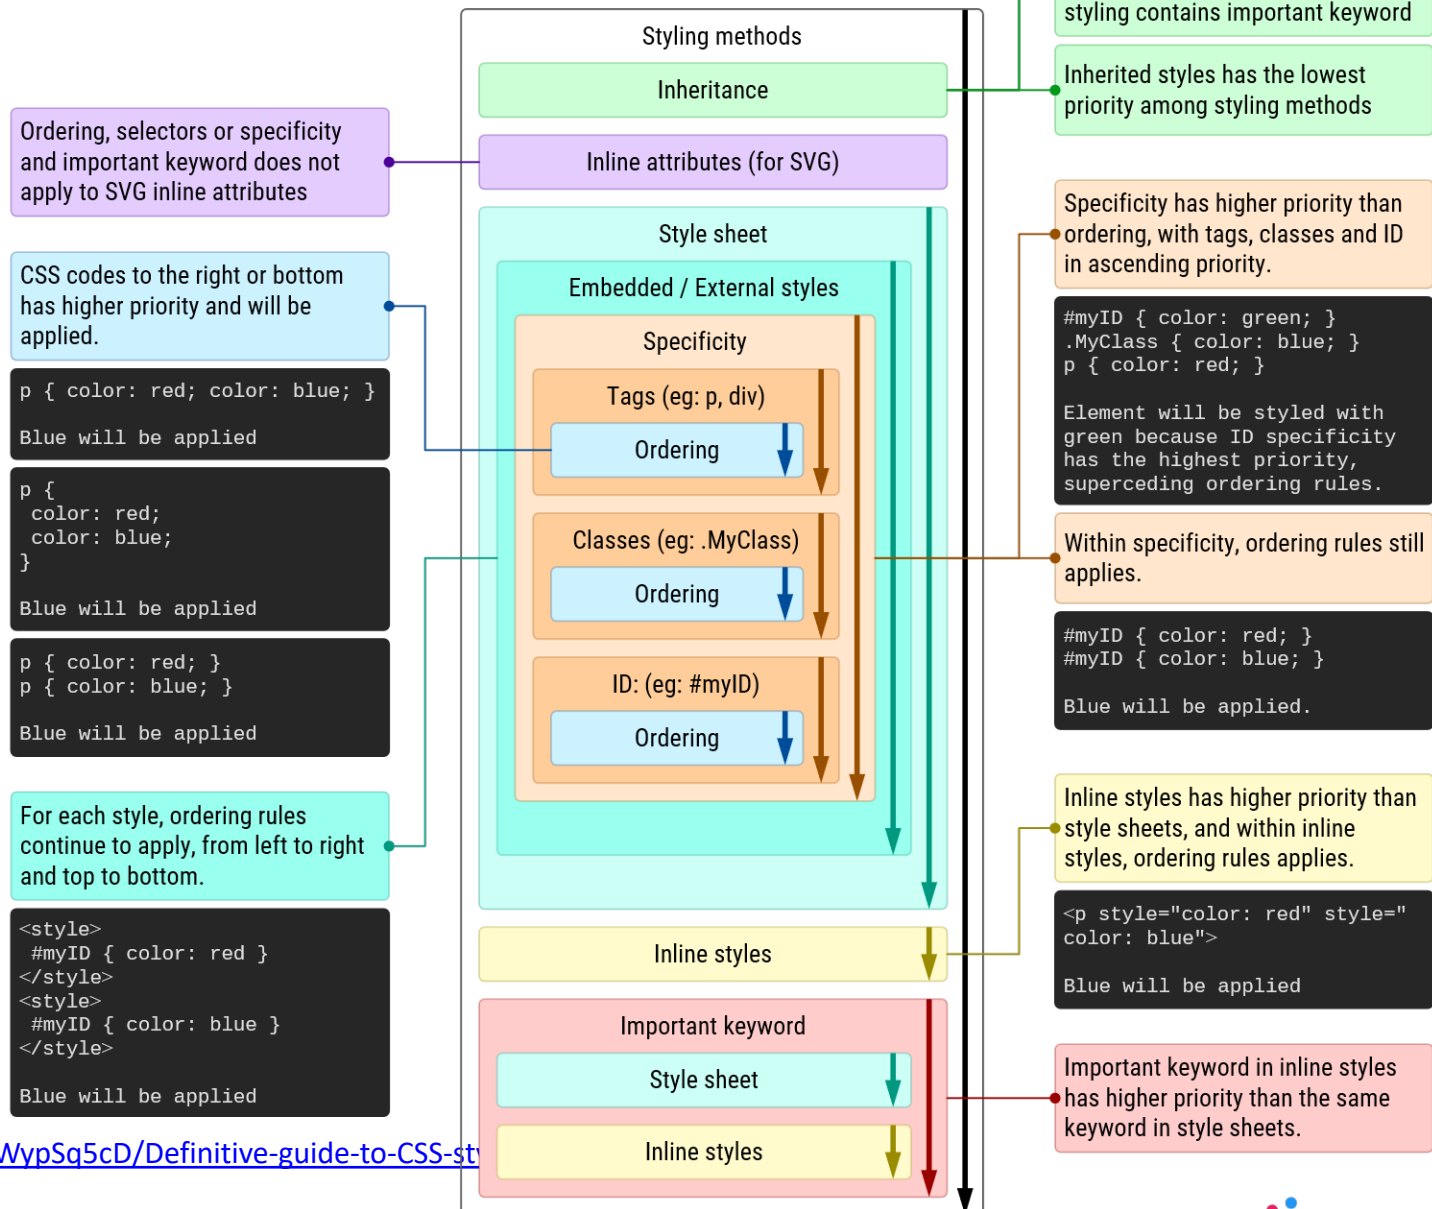 styling contains important keyword
Styling methods
Inheritance
Inherited styles has the lowest
priority among styling methods
Ordering, selectors or specificity
and important keyword does not
apply to SVG inline attributes
Inline attributes (for SVG)
Style sheet
Specificity has higher priority than
ordering, with tags, classes and ID
in ascending priority.
CSS codes to the right or bottom
has higher priority and will be
applied.
Embedded / External styles
#myID { color: green; }
.MyClass { color: blue; }
p { color: red; }
Element will be styled with
green because ID specificity
has the highest priority,
superceding ordering rules.
Specificity
Tags (eg: p, div)
Ordering
p { color: red; color: blue; }
Blue will be applied
p {
color: red;
color: blue;
}
Blue will be applied
Classes (eg: .MyClass)
Ordering
Within specificity, ordering rules still
applies.
#myID { color: red; }
#myID { color: blue; }
Blue will be applied.
p { color: red; }
p { color: blue; }
Blue will be applied
ID: (eg: #myID)
Ordering
For each style, ordering rules
continue to apply, from left to right
and top to bottom.
Inline styles has higher priority than
style sheets, and within inline
styles, ordering rules applies.
<style>
#myID { color: red }
</style>
<style>
#myID { color: blue }
</style>
Blue will be applied
Inline styles
<p style="color: red" style="
color: blue">
Blue will be applied
Important keyword
Style sheet
Inline styles
Important keyword in inline styles
has higher priority than the same
keyword in style sheets.
WypSq5cD/Definitive-guide-to-CSS-sty